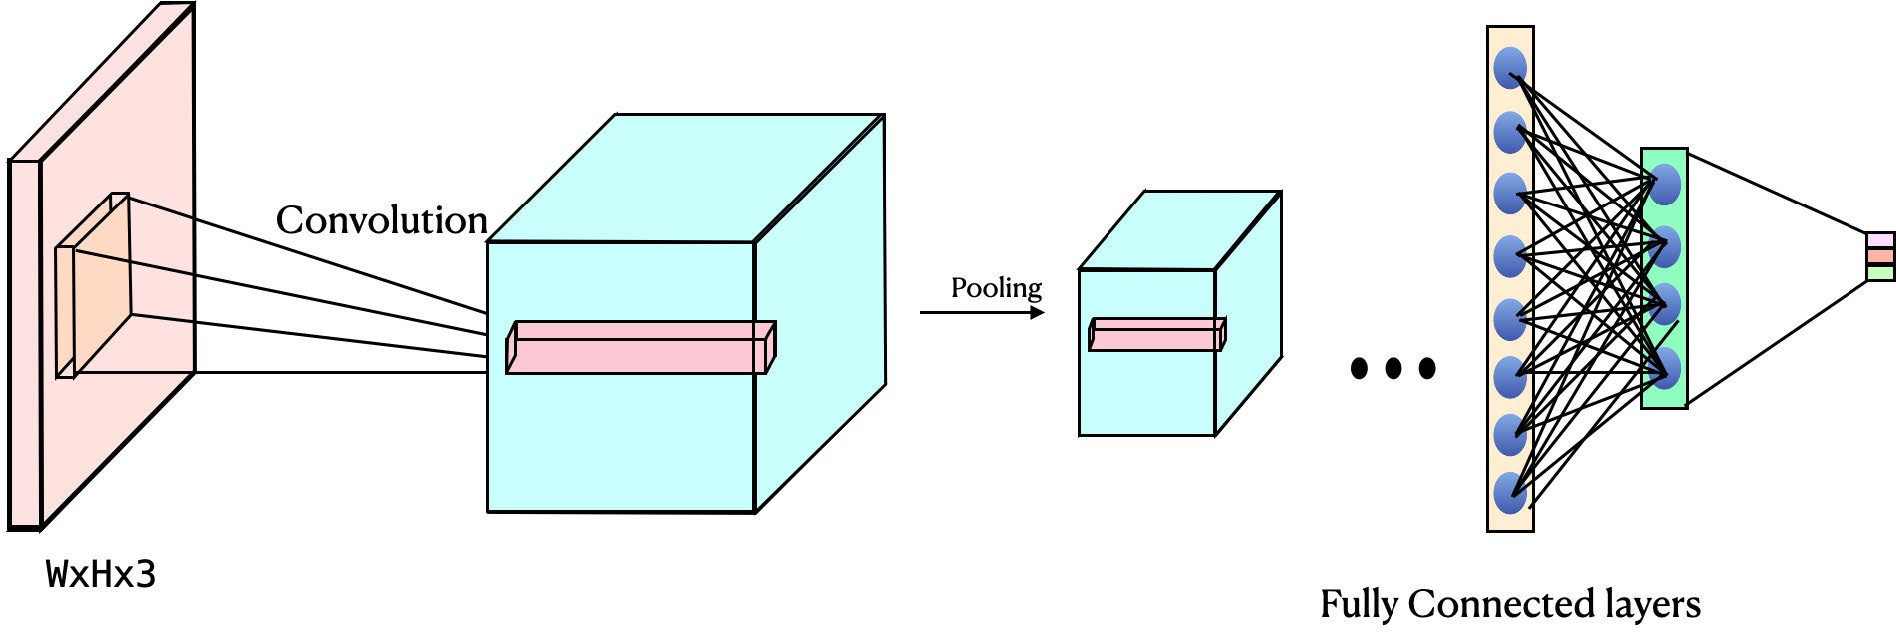 Convolution
Pooling
WxHx3
Fully Connected layers